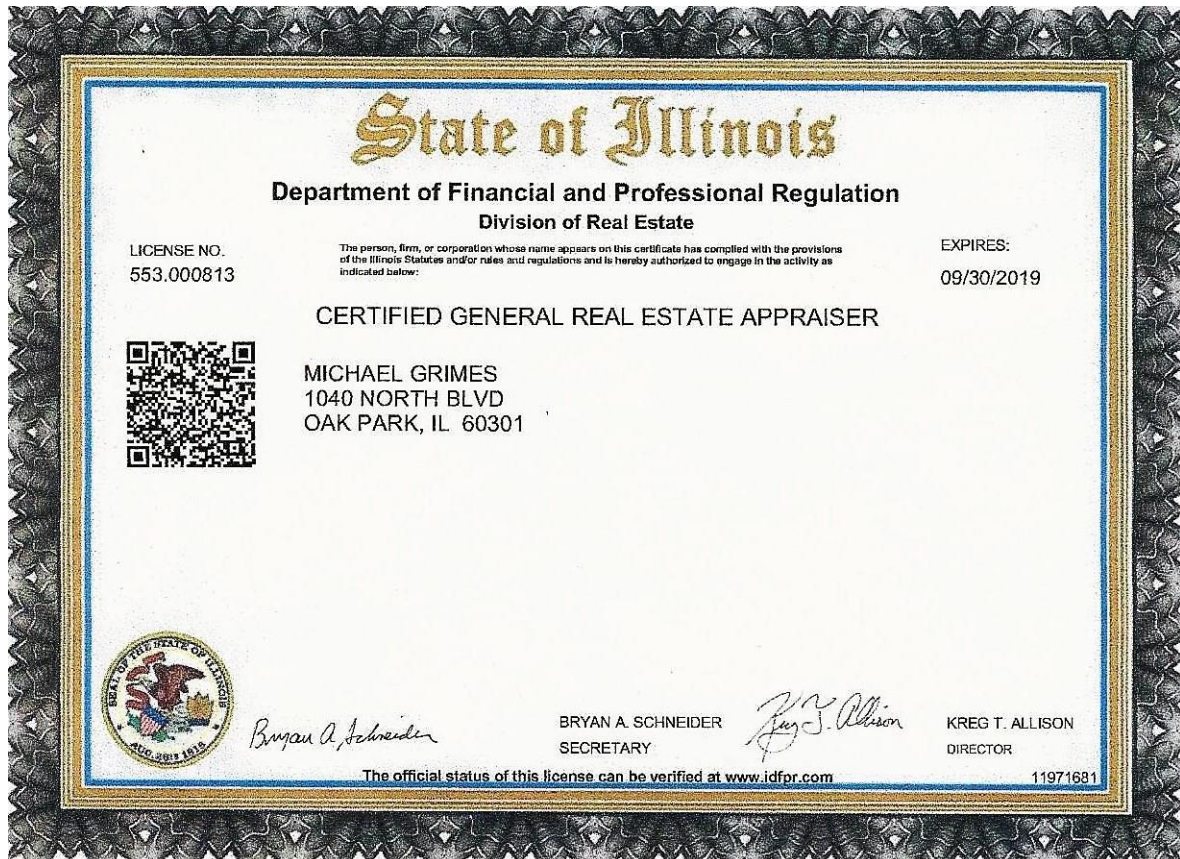 State of Illinois
Department of Financial and Professional Regulation
Division of Real Estate
LICENSE NO.
553.000813
The person, firm, or corporation whose name appears on this certificate has complied with the provisions
of the Illinois Statutes and/or rules and regulations and is hereby authorized to engage in the activity as
indicated below:
EXPIRES:
09/30/2019
CERTIFIED GENERAL REAL ESTATE APPRAISER
MICHAEL GRIMES
1040 NORTH BLVD
OAK PARK, IL 60301
SEAL OF THE STATE OF ILLINOIS
AUG. 26TH 1818
Bryan A. Schneider
BRYAN A. SCHNEIDER
SECRETARY
Kreg T. Allison
KREG T. ALLISON
DIRECTOR
The official status of this license can be verified at www.idfpr.com
11971681